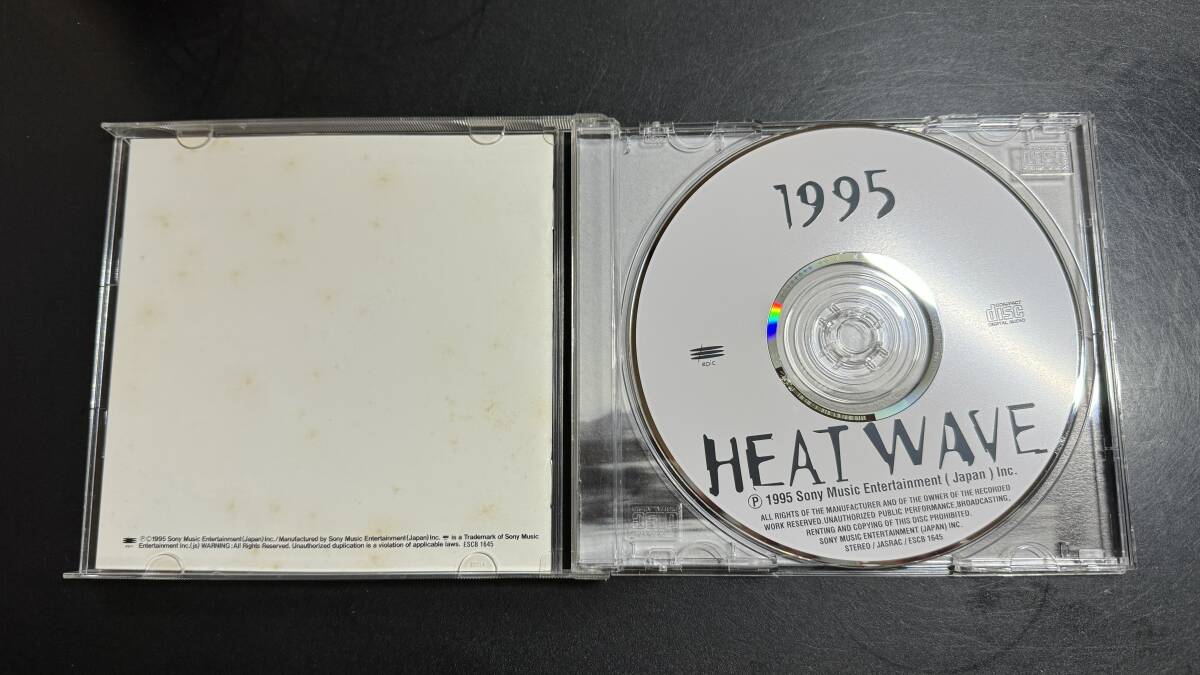 ⓅⒸ1995 Sony Music Entertainment(Japan)Inc./Manufactured by Sony Music Entertainment(Japan)Inc. is a Trademark of Sony Music
Entertainment Inc.(js) WARNING:All Rights Reserved. Unauthorized duplication is a violation of applicable laws. ESCB 1645
1995
COMPACT
disc
DIGITAL AUDIO
HEAT WAVE
Ⓟ 1995 Sony Music Entertainment ( Japan ) Inc.
ALL RIGHTS OF THE MANUFACTURER AND OF THE OWNER OF THE RECORDED
WORK RESERVED.UNAUTHORIZED PUBLIC PERFORMANCE,BROADCASTING,
RENTING AND COPYING OF THIS DISC PROHIBITED.
SONY MUSIC ENTERTAINMENT (JAPAN) INC.
STEREO / JASRAC / ESCB 1645